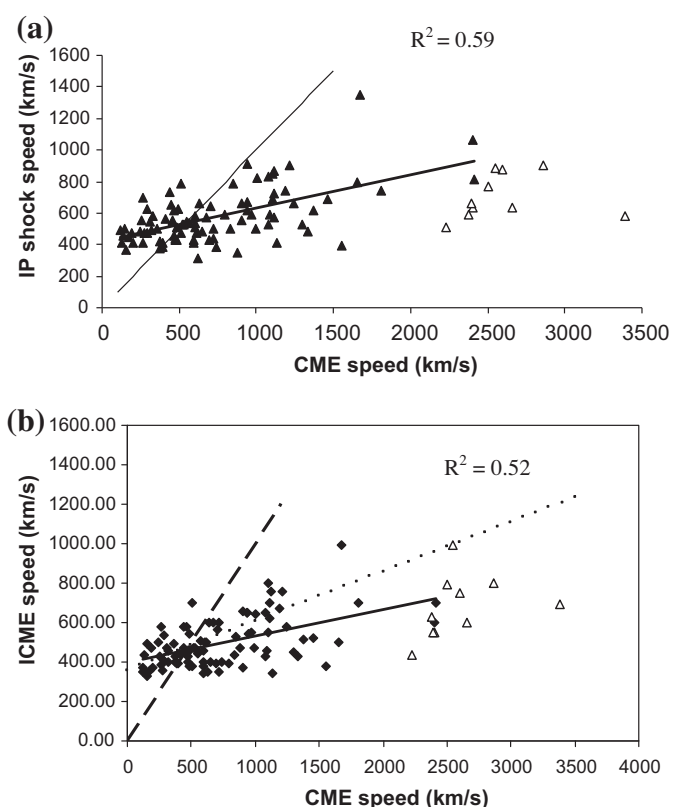 (a)
R² = 0.59
1600
1400
1200
1000
800
600
400
200
0
IP shock speed (km/s)
0 500 1000 1500 2000 2500 3000 3500
CME speed (km/s)
(b)
R² = 0.52
1600.00
1400.00
1200.00
1000.00
800.00
600.00
400.00
200.00
0.00
ICME speed (km/s)
0 500 1000 1500 2000 2500 3000 3500 4000
CME speed (km/s)